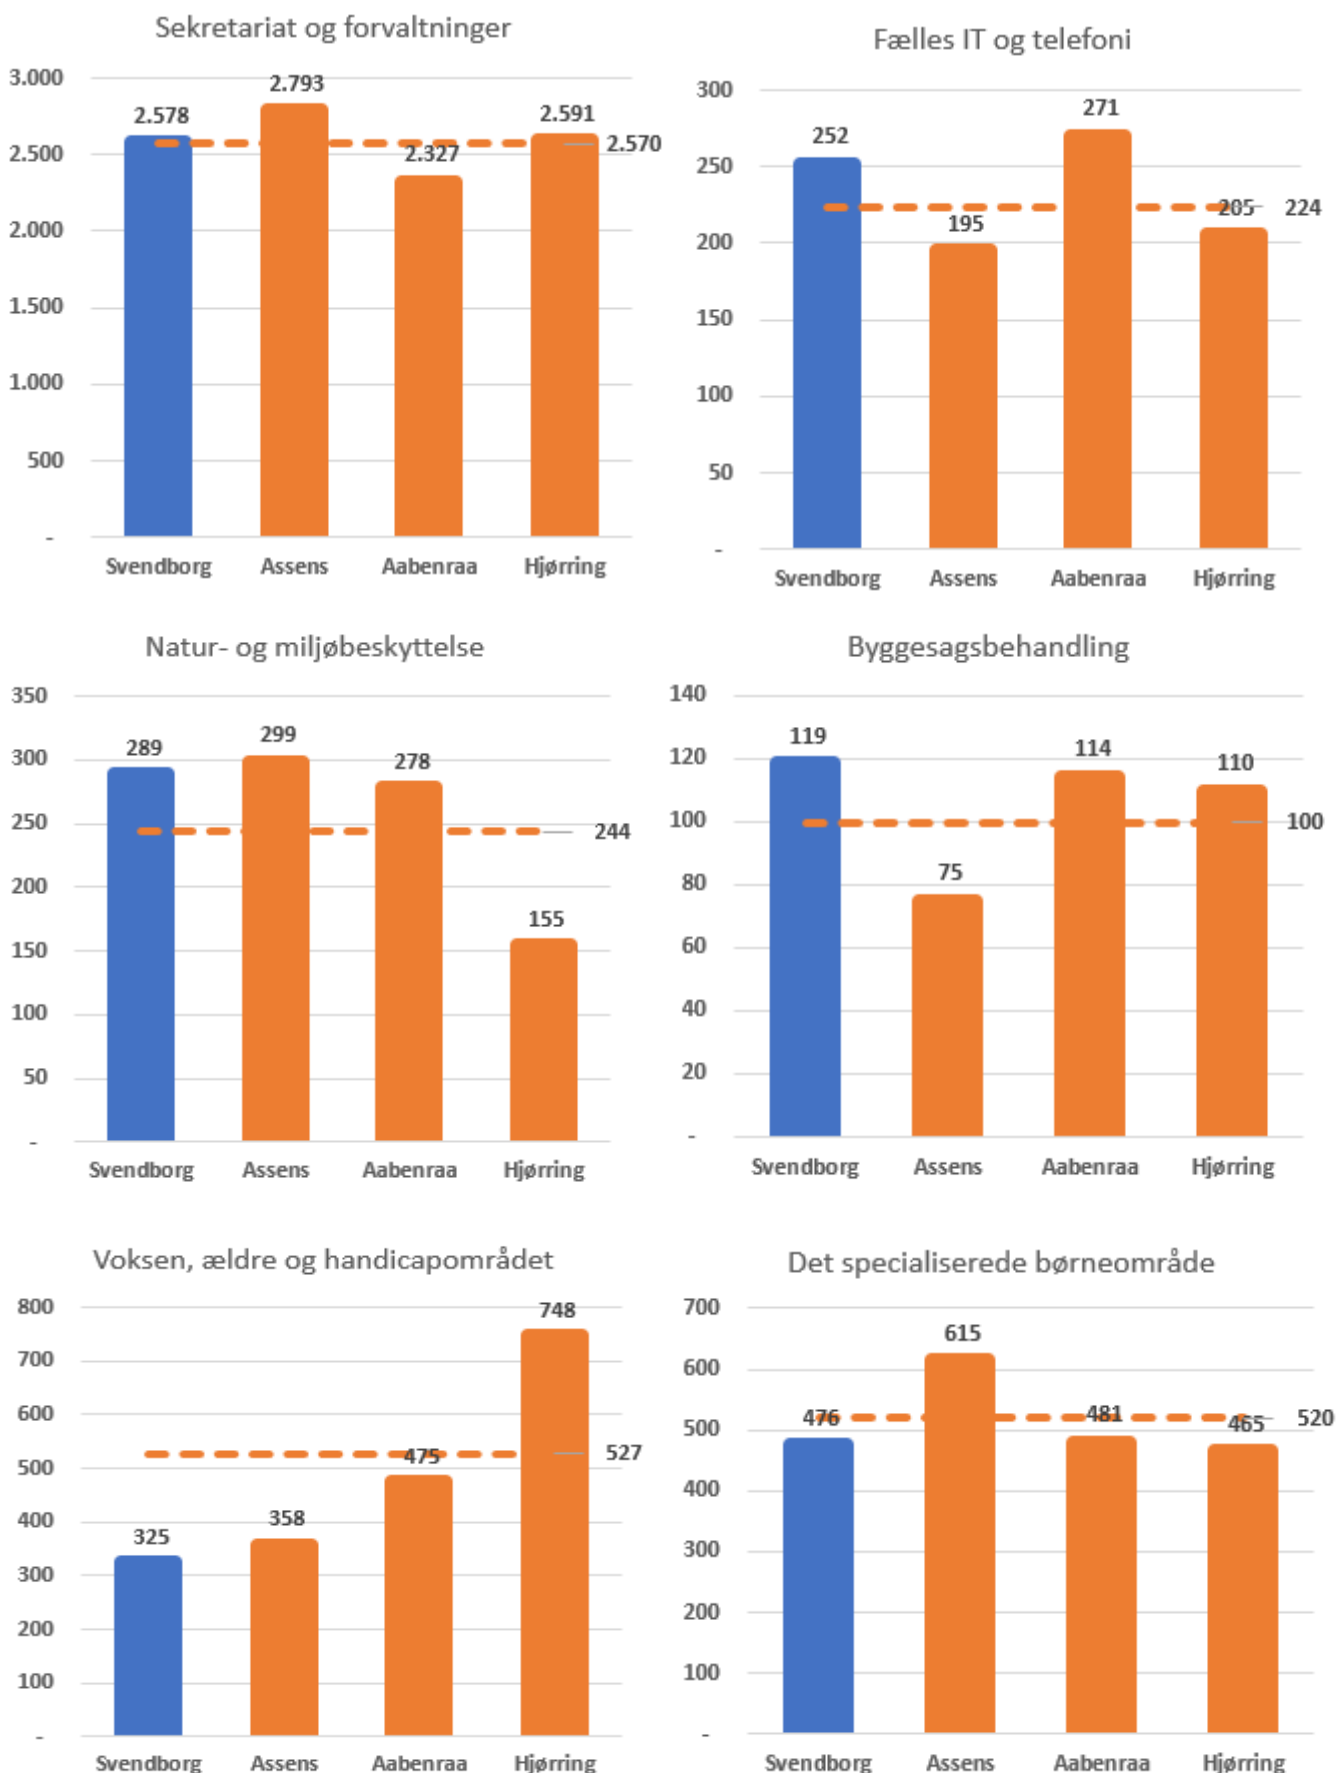 Sekretariat og forvaltninger
3.000
2.500
2.000
1.500
1.000
500
-
2.578
2.793
2.327
2.591
2.570
Svendborg
Assens
Aabenraa
Hjørring
Fælles IT og telefoni
300
250
200
150
100
50
-
252
195
271
205
224
Svendborg
Assens
Aabenraa
Hjørring
Natur- og miljøbeskyttelse
350
300
250
200
150
100
50
-
289
299
278
155
244
Svendborg
Assens
Aabenraa
Hjørring
Byggesagsbehandling
140
120
100
80
60
40
20
-
119
75
114
110
100
Svendborg
Assens
Aabenraa
Hjørring
Voksen, ældre og handicapområdet
800
700
600
500
400
300
200
100
-
325
358
475
748
527
Svendborg
Assens
Aabenraa
Hjørring
Det specialiserede børneområde
700
600
500
400
300
200
100
-
476
615
481
465
520
Svendborg
Assens
Aabenraa
Hjørring